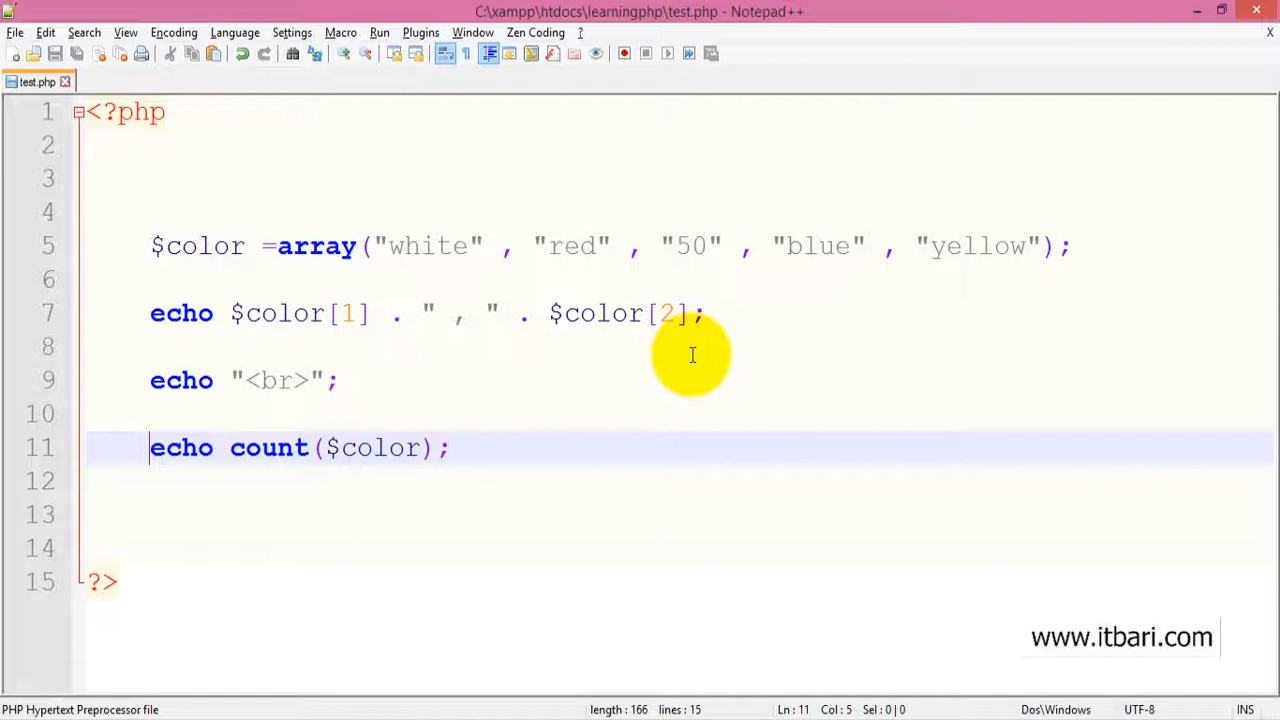 C:\xampp\htdocs\learningphp\test.php - Notepad++
File Edit Search View Encoding Language Settings Macro Run Plugins Window Zen Coding ? X
test.php
1 <?php
2
3
4
5 $color =array("white" , "red" , "50" , "blue" , "yellow");
6
7 echo $color[1] . " , " . $color[2];
8
9 echo "<br>";
10
11 echo count($color);
12
13
14
15 ?>
www.itbari.com
PHP Hypertext Preprocessor file length : 166 lines : 15 Ln : 11 Col : 5 Sel : 0 | 0 Dos\Windows UTF-8 INS